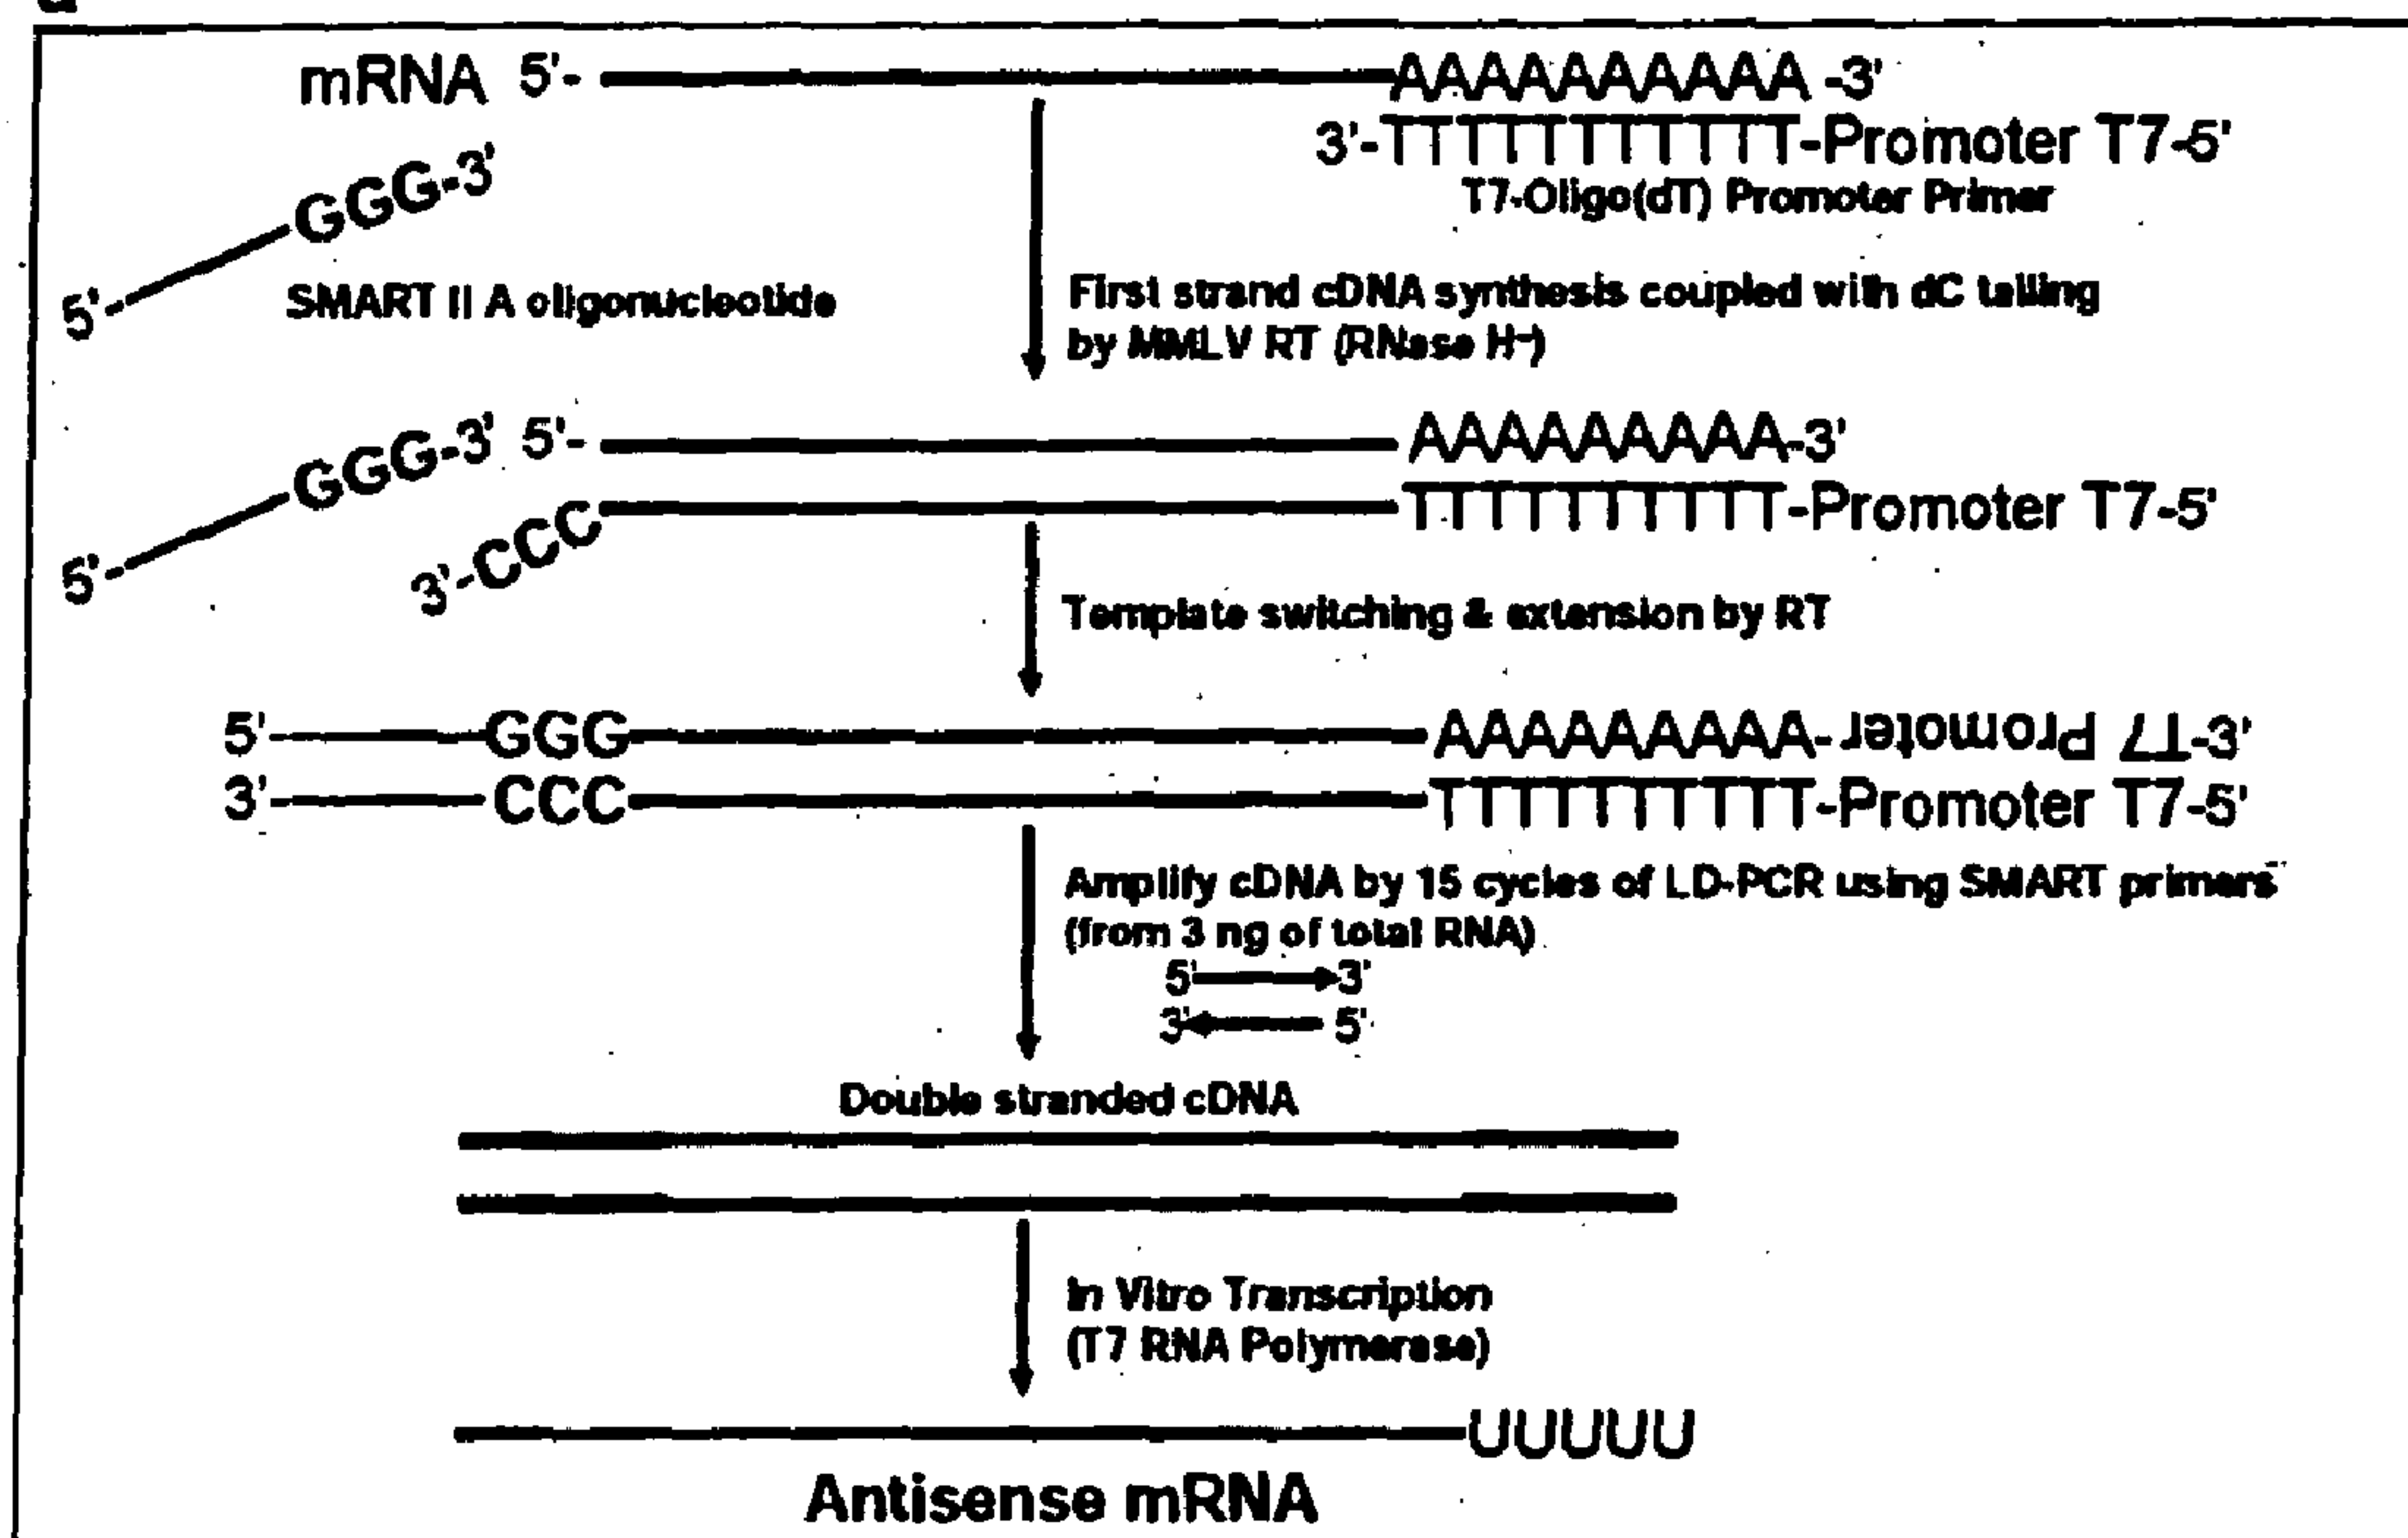 mRNA 5'- AAAAAAAAAAA -3'
3'-TTTTTTTTTTT-Promoter T7-5'
T7-Oligo(dT) Promoter Primer
GGG-3'
5'-
SMART II A oligonucleotide
First strand cDNA synthesis coupled with dC tailing
by MMLV RT (RNase H-)
GGG-3' 5'- AAAAAAAAAA-3'
TTTTTTTTTT-Promoter T7-5'
5'- 3'-CCC
Template switching & extension by RT
5'- GGG AAAAAAAAAA- T7 Promoter -3'
3'- CCC TTTTTTTTTT-Promoter T7-5'
Amplify cDNA by 15 cycles of LD-PCR using SMART primers
(from 3 ng of total RNA)
5' 3'
3' 5'
Double stranded cDNA
In Vitro Transcription
(T7 RNA Polymerase)
UUUUU
Antisense mRNA